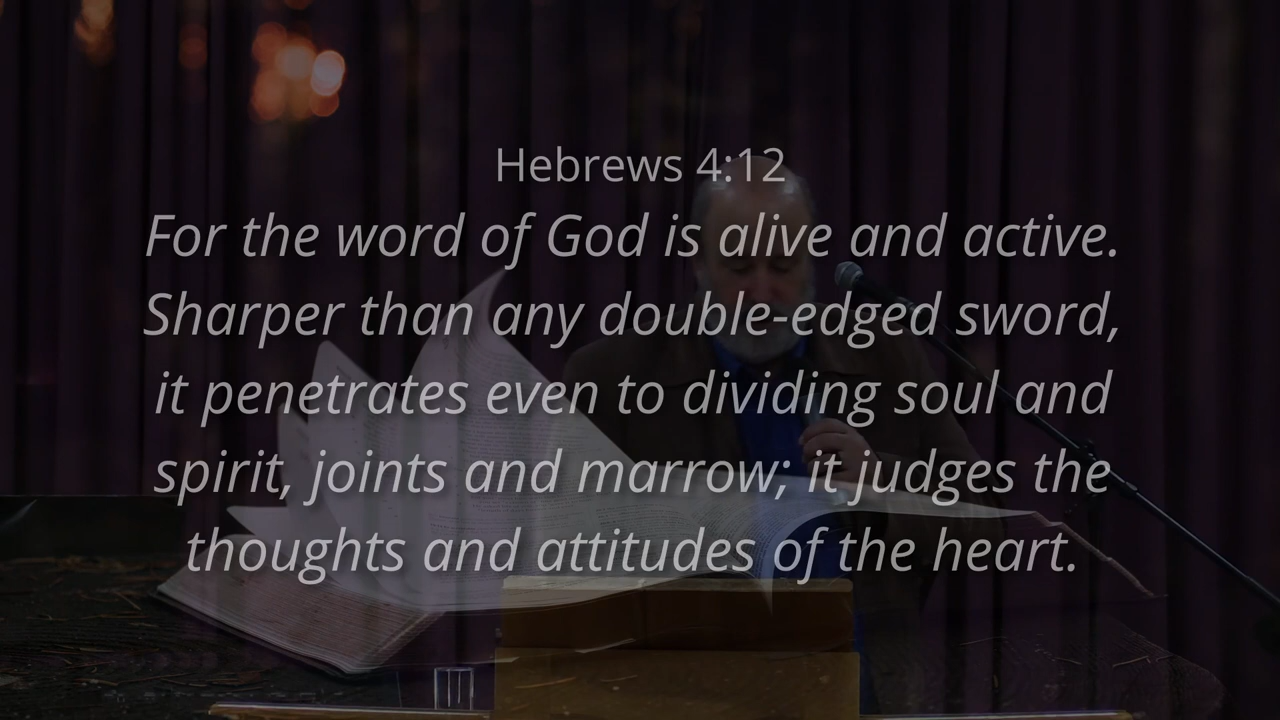 Hebrews 4:12
For the word of God is alive and active.
Sharper than any double-edged sword,
it penetrates even to dividing soul and
spirit, joints and marrow; it judges the
thoughts and attitudes of the heart.